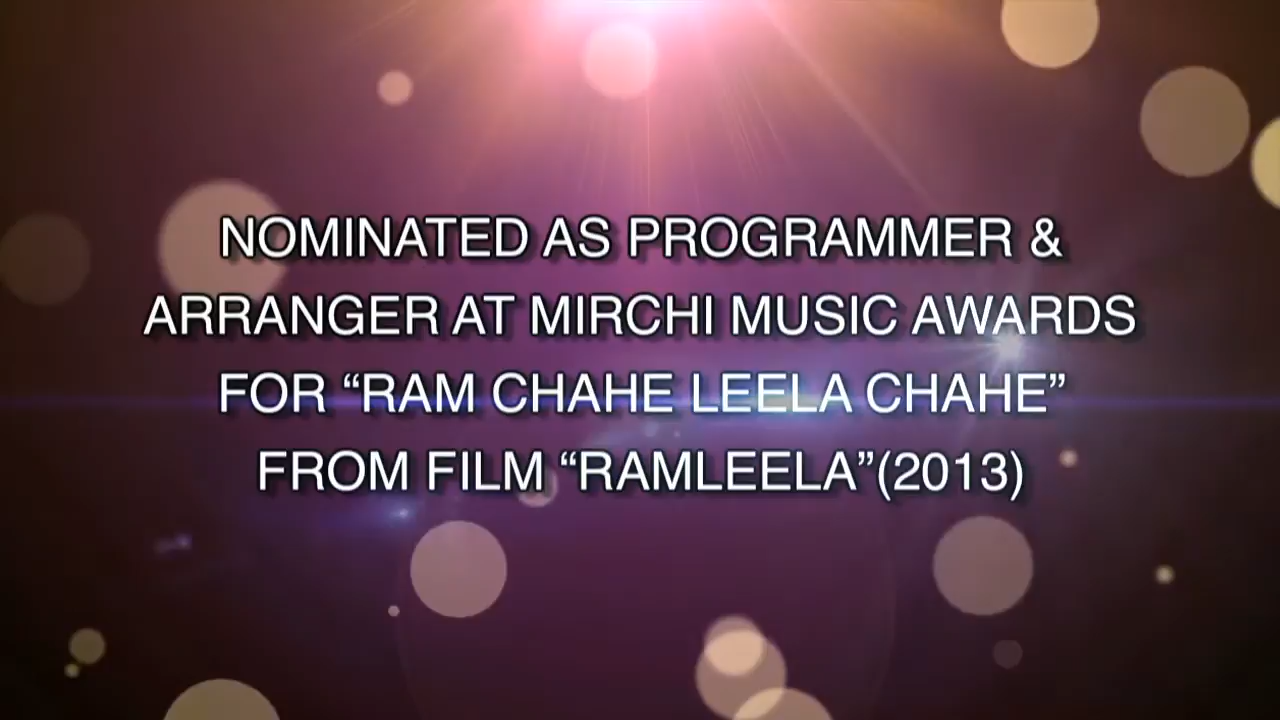 NOMINATED AS PROGRAMMER &
ARRANGER AT MIRCHI MUSIC AWARDS
FOR “RAM CHAHE LEELA CHAHE”
FROM FILM “RAMLEELA”(2013)